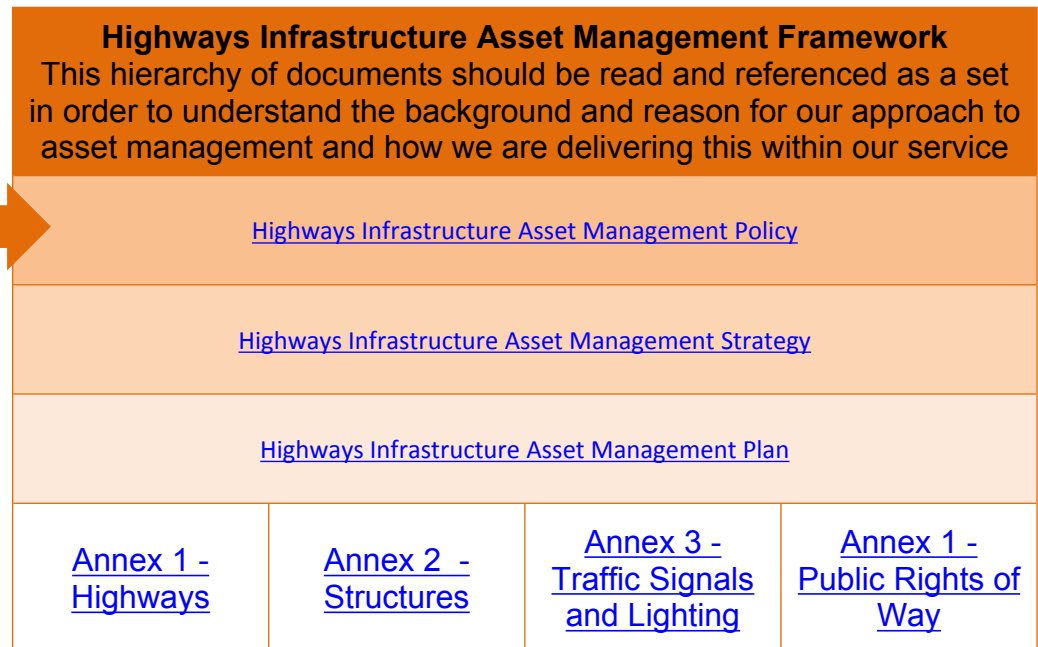 Highways Infrastructure Asset Management Framework
This hierarchy of documents should be read and referenced as a set
in order to understand the background and reason for our approach to
asset management and how we are delivering this within our service
Highways Infrastructure Asset Management Policy
Highways Infrastructure Asset Management Strategy
Highways Infrastructure Asset Management Plan
Annex 1 -
Highways
Annex 2  -
Structures
Annex 3 -
Traffic Signals
and Lighting
Annex 1 -
Public Rights of
Way